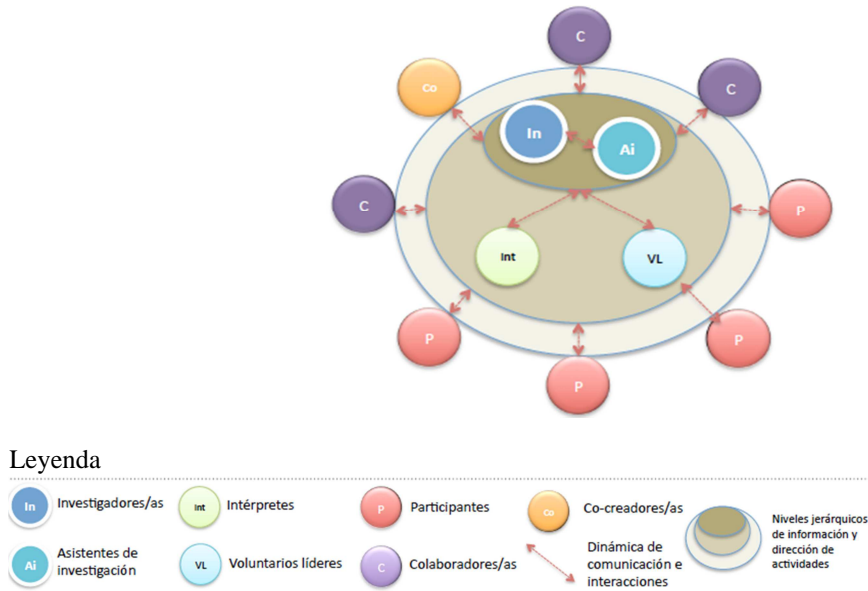 C
Co
C
In
Ai
C
P
Int
VL
P
P
P
Leyenda
In Investigadores/as
Int Intérpretes
P Participantes
Co Co-creadores/as
Niveles jerárquicos
de información y
dirección de
actividades
Ai Asistentes de
investigación
VL Voluntarios líderes
C Colaboradores/as
Dinámica de
comunicación e
interacciones